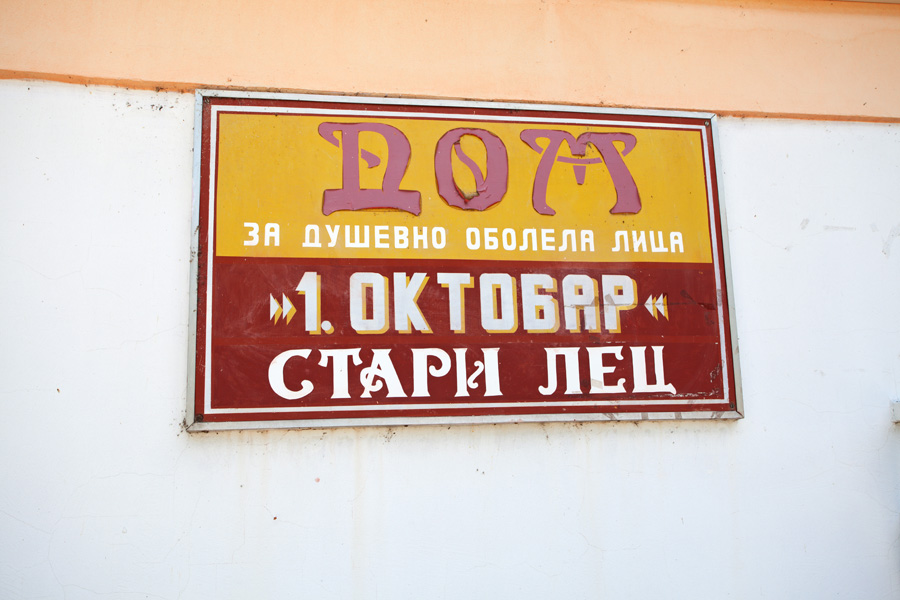 ДОМ
ЗА ДУШЕВНО ОБОЛЕЛА ЛИЦА
»1. ОКТОБАР«
СТАРИ ЛЕЦ